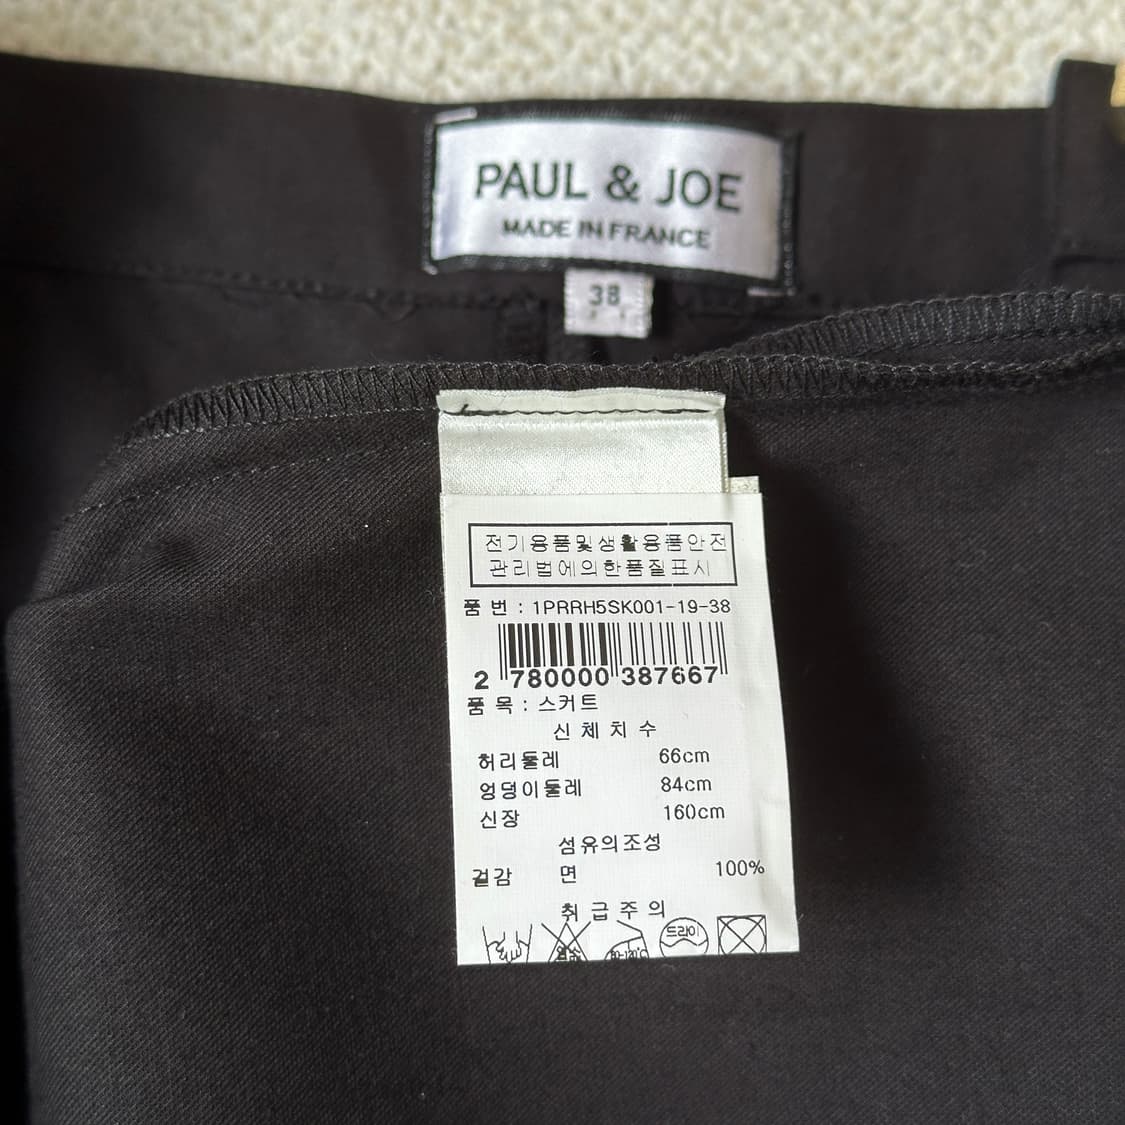 PAUL & JOE
MADE IN FRANCE
38
전기용품및생활용품안전
관리법에의한품질표시
품 번 : 1PRRH5SK001-19-38
2 780000 387667
품 목 : 스커트
신 체 치 수
허리둘레 66cm
엉덩이둘레 84cm
신장 160cm
섬유의조성
겉감 면 100%
취 급 주 의
드라이